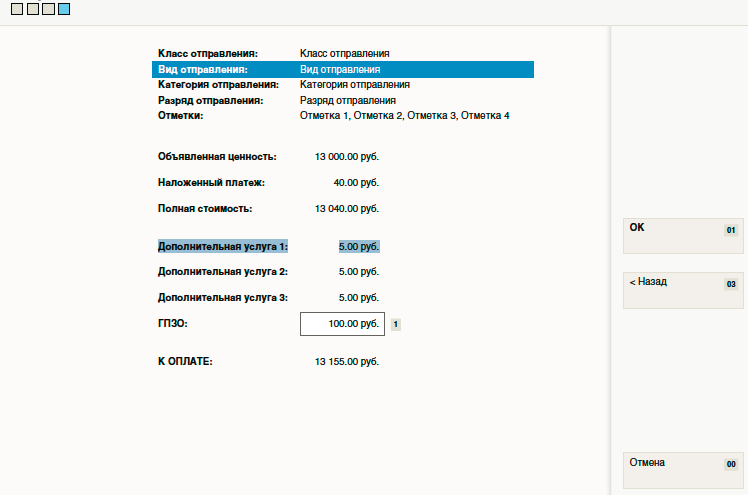 Класс отправления: Класс отправления
Вид отправления: Вид отправления
Категория отправления: Категория отправления
Разряд отправления: Разряд отправления
Отметки: Отметка 1, Отметка 2, Отметка 3, Отметка 4
Объявленная ценность: 13 000.00 руб.
Наложенный платеж: 40.00 руб.
Полная стоимость: 13 040.00 руб.
Дополнительная услуга 1: 5.00 руб.
Дополнительная услуга 2: 5.00 руб.
Дополнительная услуга 3: 5.00 руб.
ГПЗО: 100.00 руб. 1
К ОПЛАТЕ: 13 155.00 руб.
ОК 01
< Назад 03
Отмена 00